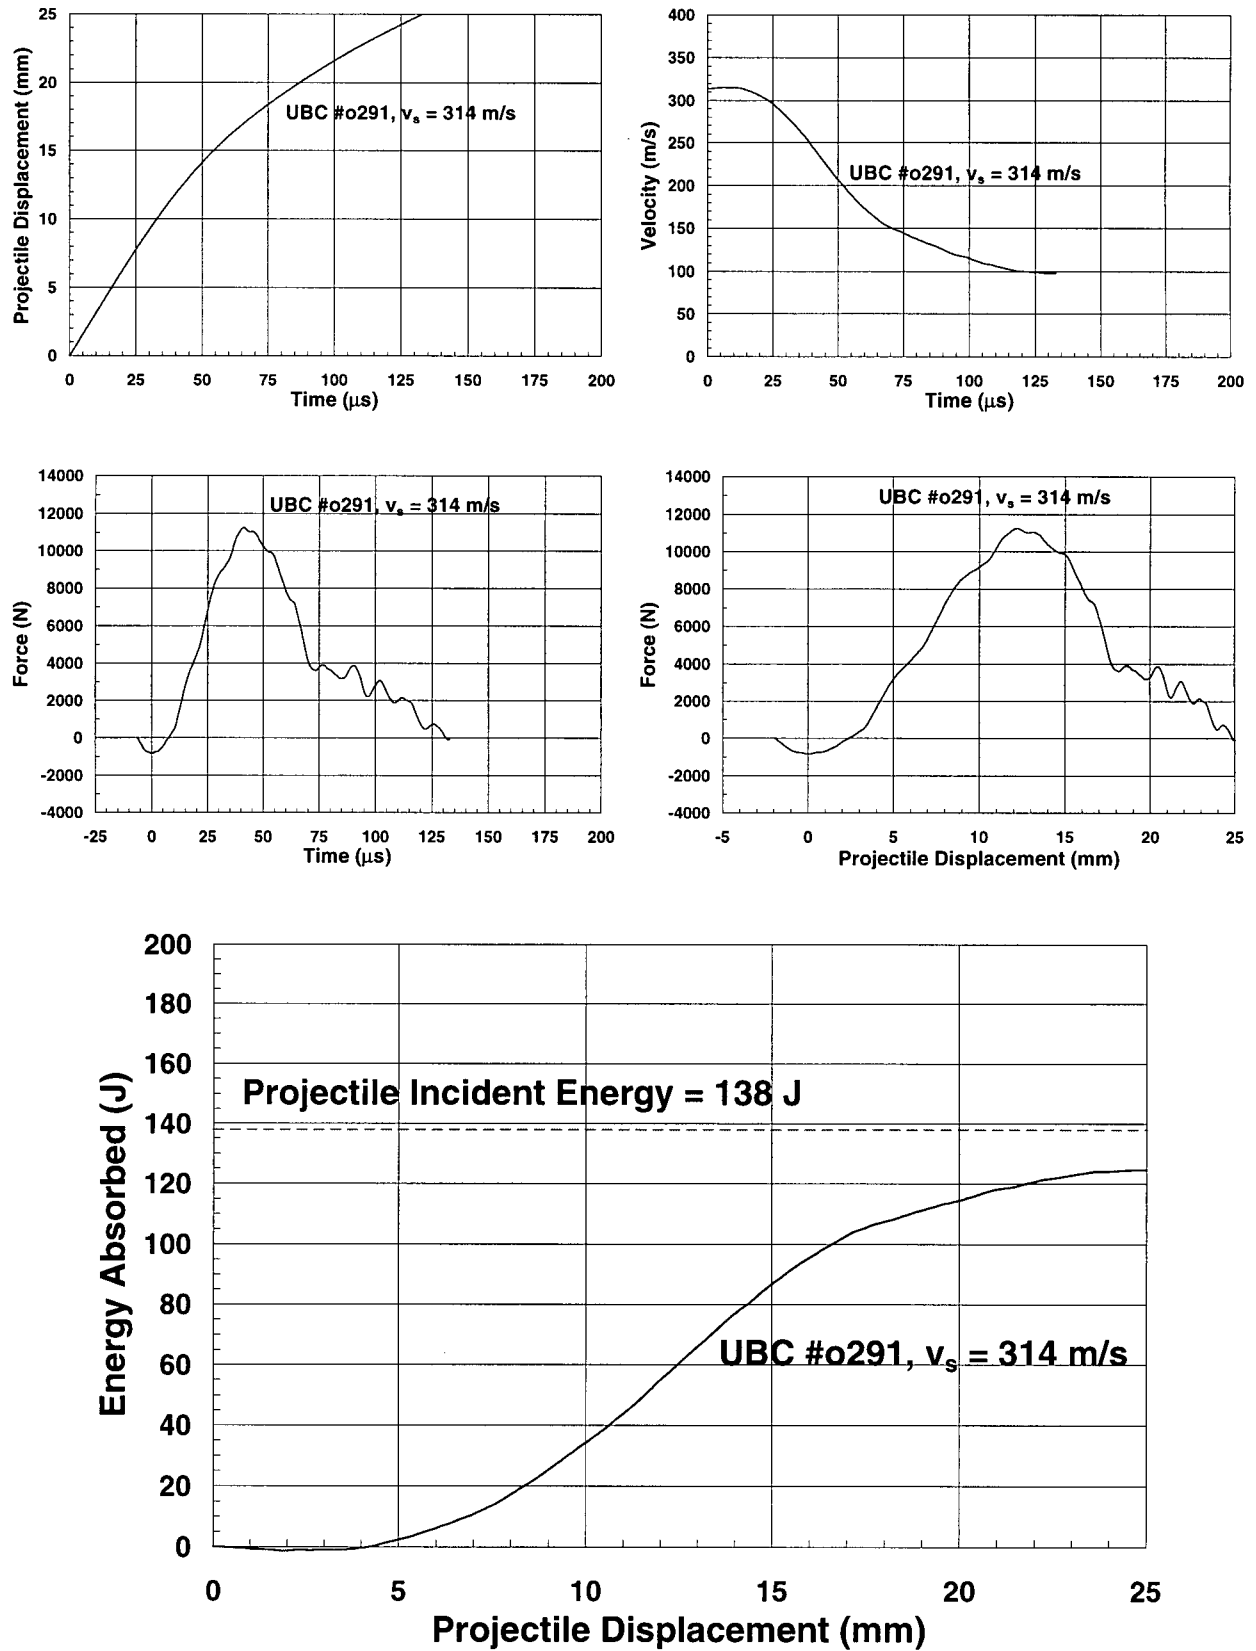 25
20
15
10
5
0
Projectile Displacement (mm)
UBC #o291, vₛ = 314 m/s
0 25 50 75 100 125 150 175 200
Time (μs)
400
350
300
250
200
150
100
50
0
Velocity (m/s)
UBC #o291, vₛ = 314 m/s
0 25 50 75 100 125 150 175 200
Time (μs)
14000
12000
10000
8000
6000
4000
2000
0
-2000
-4000
Force (N)
UBC #o291, vₛ = 314 m/s
-25 0 25 50 75 100 125 150 175 200
Time (μs)
14000
12000
10000
8000
6000
4000
2000
0
-2000
-4000
Force (N)
UBC #o291, vₛ = 314 m/s
-5 0 5 10 15 20 25
Projectile Displacement (mm)
200
180
160
140
120
100
80
60
40
20
0
Energy Absorbed (J)
Projectile Incident Energy = 138 J
UBC #o291, vₛ = 314 m/s
0 5 10 15 20 25
Projectile Displacement (mm)